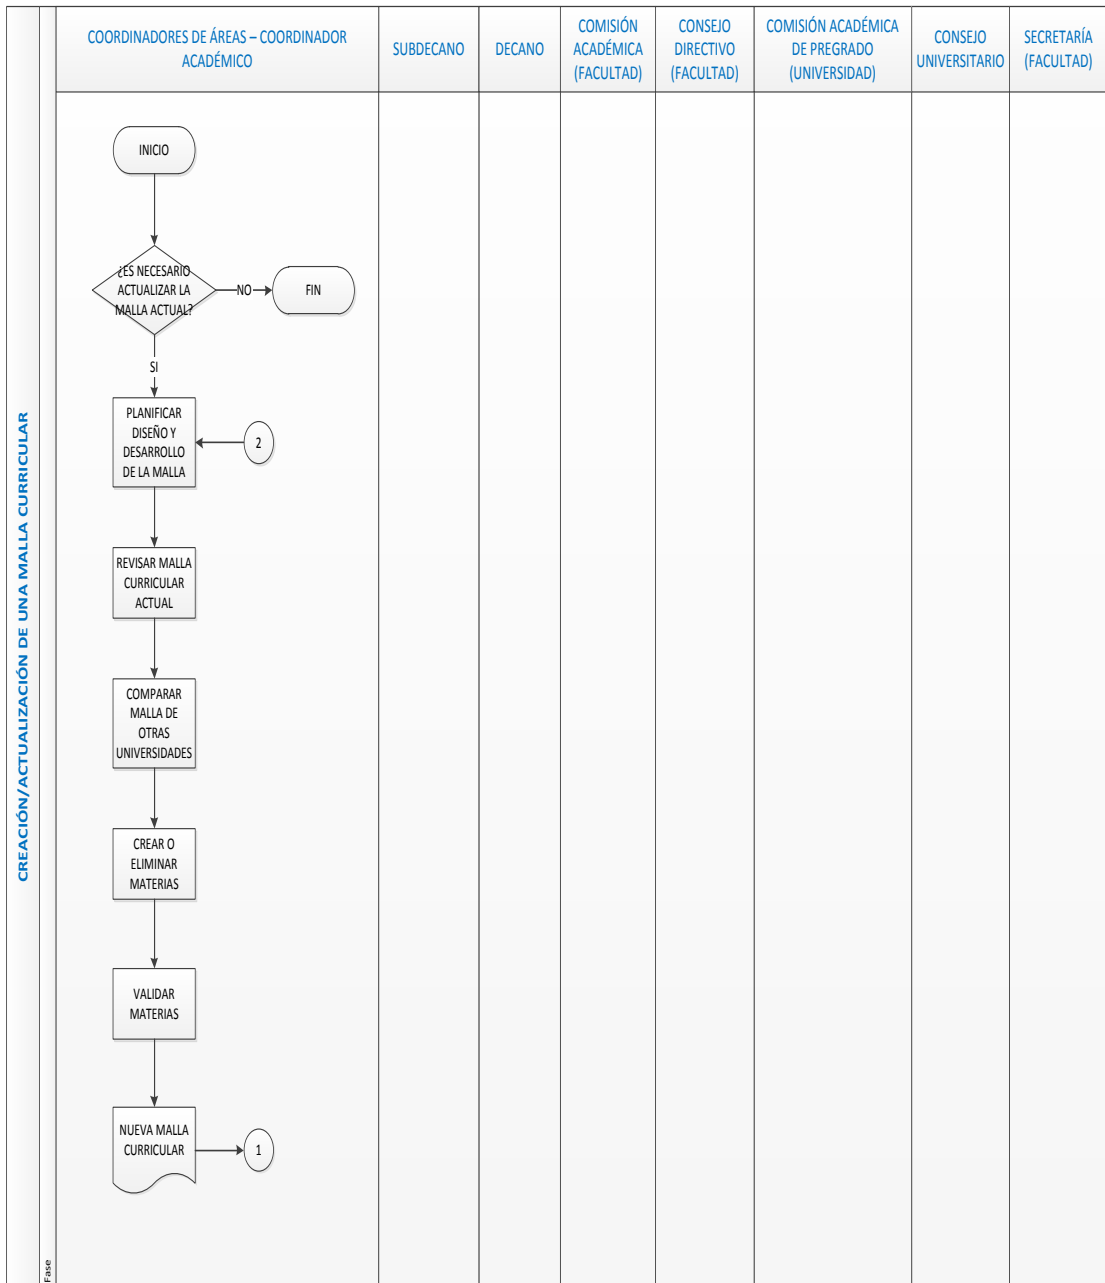 COORDINADORES DE ÁREAS – COORDINADOR
ACADÉMICO
SUBDECANO
DECANO
COMISIÓN
ACADÉMICA
(FACULTAD)
CONSEJO
DIRECTIVO
(FACULTAD)
COMISIÓN ACADÉMICA
DE PREGRADO
(UNIVERSIDAD)
CONSEJO
UNIVERSITARIO
SECRETARÍA
(FACULTAD)
CREACIÓN/ACTUALIZACIÓN DE UNA MALLA CURRICULAR
Fase
INICIO
¿ES NECESARIO
ACTUALIZAR LA
MALLA ACTUAL?
NO
FIN
SI
PLANIFICAR
DISEÑO Y
DESARROLLO
DE LA MALLA
2
REVISAR MALLA
CURRICULAR
ACTUAL
COMPARAR
MALLA DE
OTRAS
UNIVERSIDADES
CREAR O
ELIMINAR
MATERIAS
VALIDAR
MATERIAS
NUEVA MALLA
CURRICULAR
1